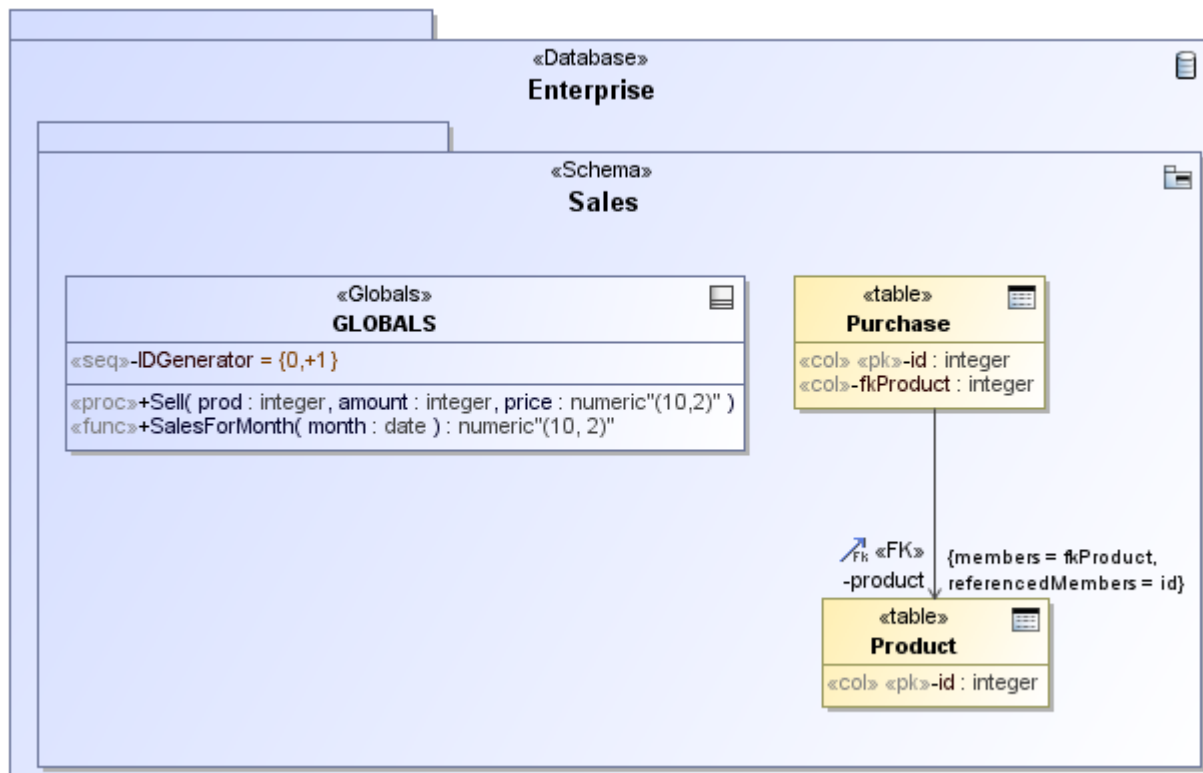 «Database»
Enterprise
«Schema»
Sales
«Globals»
GLOBALS
«seq»-IDGenerator = {0,+1}
«proc»+Sell( prod : integer, amount : integer, price : numeric"(10,2)" )
«func»+SalesForMonth( month : date ) : numeric"(10, 2)"
«table»
Purchase
«col» «pk»-id : integer
«col»-fkProduct : integer
Fk «FK»
-product
{members = fkProduct,
referencedMembers = id}
«table»
Product
«col» «pk»-id : integer